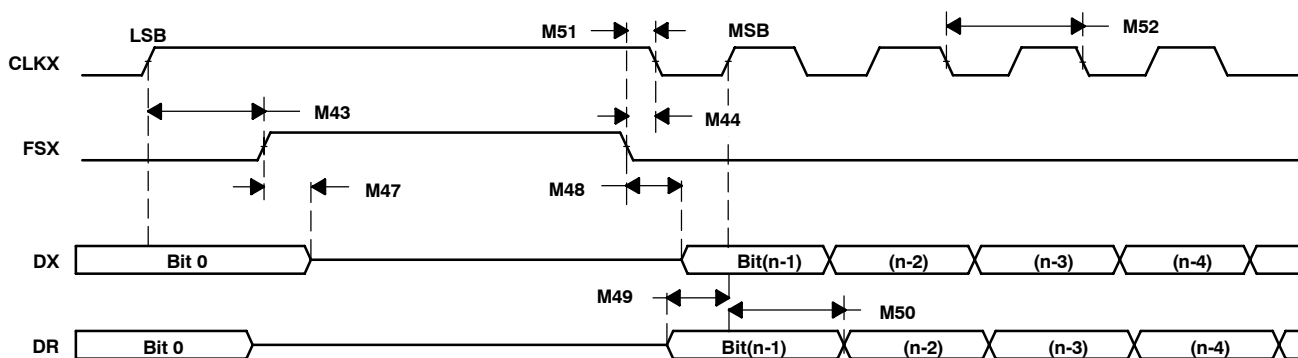 LSB M51 MSB M52
CLKX
M43 M44
FSX
M47 M48
DX Bit 0 Bit(n-1) (n-2) (n-3) (n-4)
M49 M50
DR Bit 0 Bit(n-1) (n-2) (n-3) (n-4)